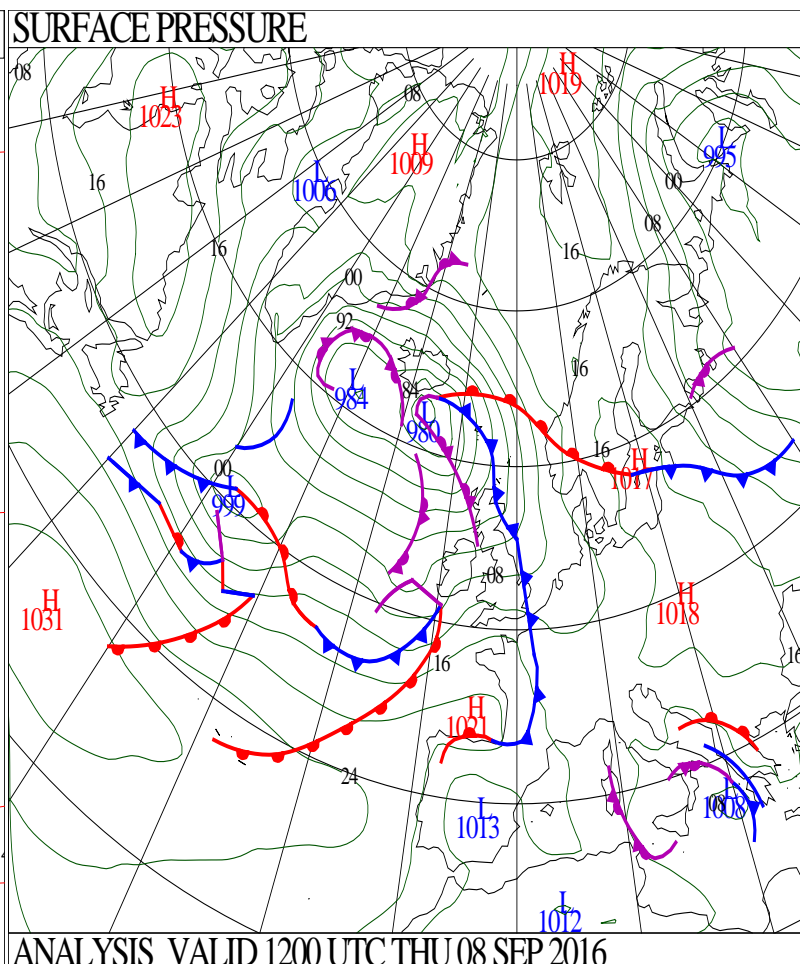 SURFACE PRESSURE
H
1019
08
H
1023
08
L
995
H
1009
16
L
1006
00
08
16
16
00
92
16
L
984
84
L
980
16
H
1017
00
L
999
08
H
1031
H
1018
16
16
H
1021
24
L
1013
L
1008
08
L
1012
ANALYSIS VALID 1200 UTC THU 08 SEP 2016